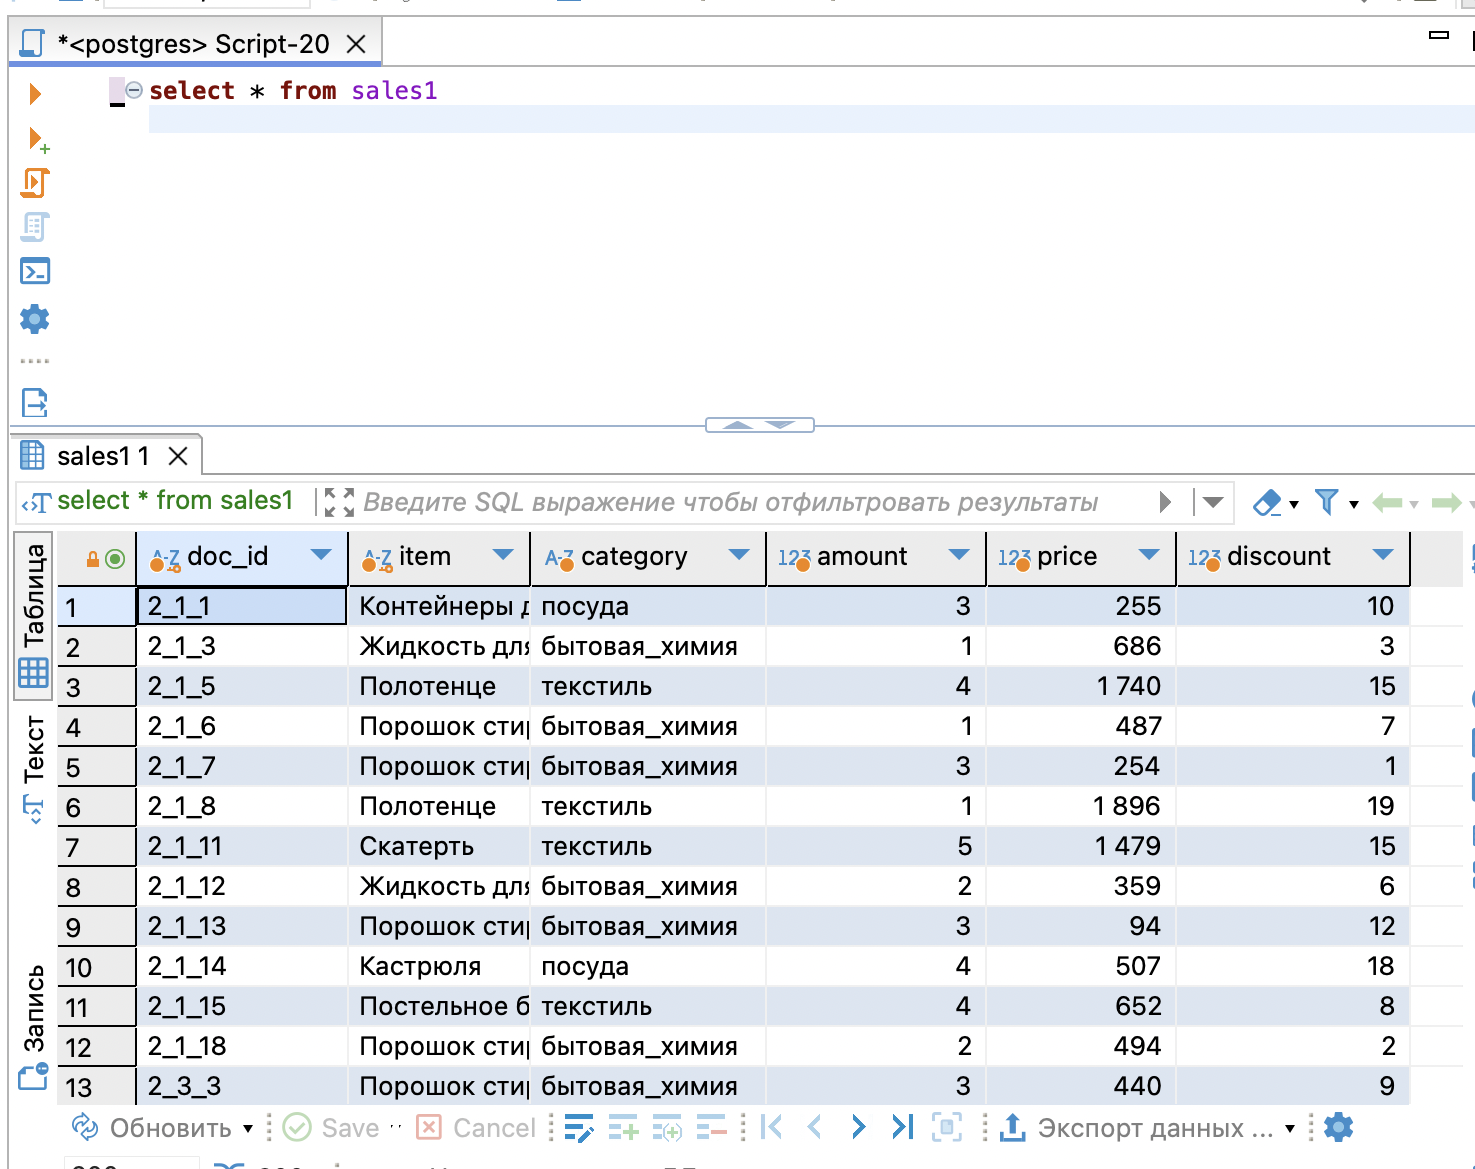 *<postgres> Script-20
select * from sales1
sales1 1
select * from sales1 Введите SQL выражение чтобы отфильтровать результаты
Таблица
Текст
Запись
doc_id item category amount price discount
1 2_1_1 Контейнеры посуда 3 255 10
2 2_1_3 Жидкость для бытовая_химия 1 686 3
3 2_1_5 Полотенце текстиль 4 1 740 15
4 2_1_6 Порошок бытовая_химия 1 487 7
5 2_1_7 Порошок бытовая_химия 3 254 1
6 2_1_8 Полотенце текстиль 1 1 896 19
7 2_1_11 Скатерть текстиль 5 1 479 15
8 2_1_12 Жидкость для бытовая_химия 2 359 6
9 2_1_13 Порошок бытовая_химия 3 94 12
10 2_1_14 Кастрюля посуда 4 507 18
11 2_1_15 Постельное текстиль 4 652 8
12 2_1_18 Порошок бытовая_химия 2 494 2
13 2_3_3 Порошок бытовая_химия 3 440 9
Обновить Save Cancel Экспорт данных ...